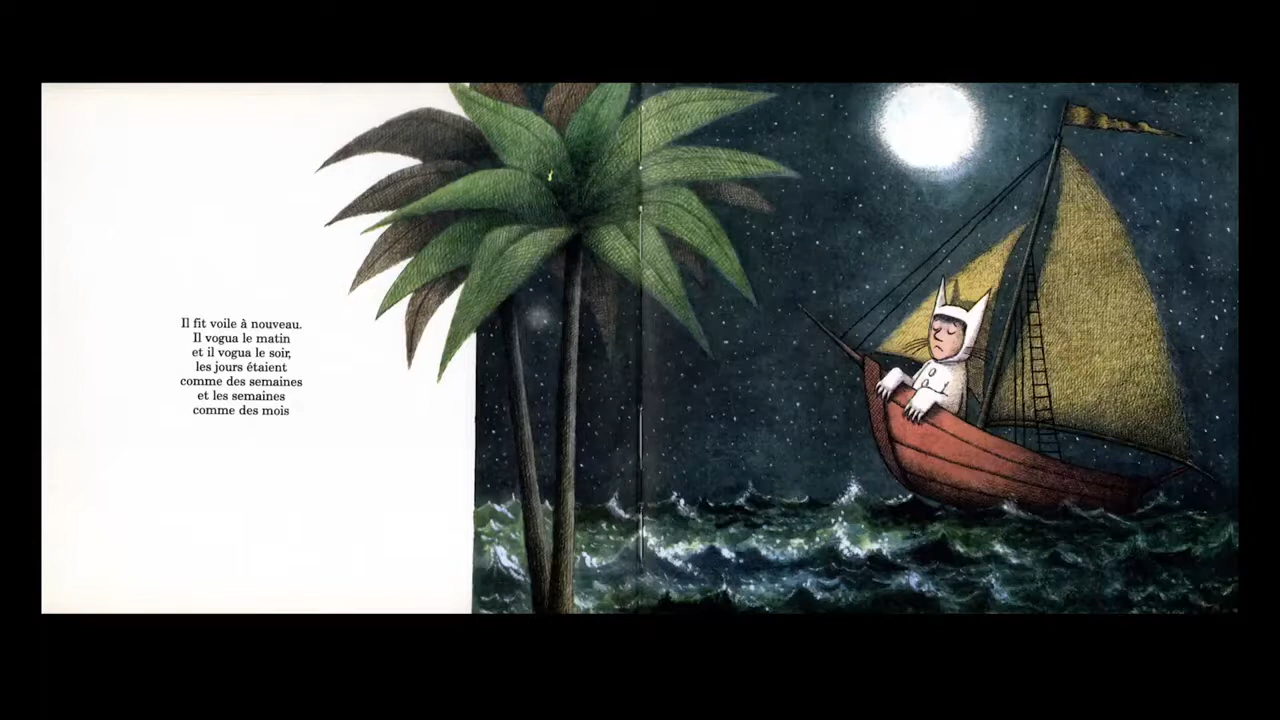 Il fit voile à nouveau.
Il vogua le matin
et il vogua le soir,
les jours étaient
comme des semaines
et les semaines
comme des mois